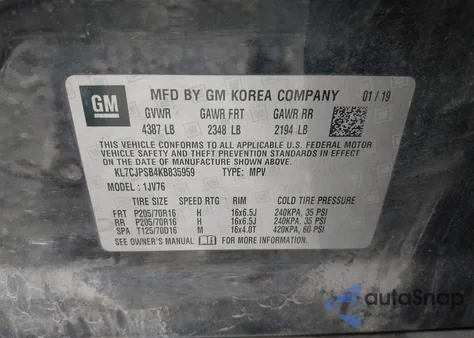 GM
MFD BY GM KOREA COMPANY 01/19
GVWR GAWR FRT GAWR RR
4387 LB 2348 LB 2194 LB
THIS VEHICLE CONFORMS TO ALL APPLICABLE U.S. FEDERAL MOTOR
VEHICLE SAFETY, BUMPER, AND THEFT PREVENTION STANDARDS IN EFFECT ON
THE DATE OF MANUFACTURE SHOWN ABOVE.
KL7CJPSB4KB835959 TYPE: MPV
MODEL: 1JV76
TIRE SIZE SPEED RTG RIM COLD TIRE PRESSURE
FRT P205/70R16 H 16x6.5J 240KPA, 35 PSI
RR P205/70R16 H 16x6.5J 240KPA, 35 PSI
SPA T125/70D16 M 16x4.0T 420KPA, 60 PSI
SEE OWNER'S MANUAL FOR MORE INFORMATION.
autoSnap